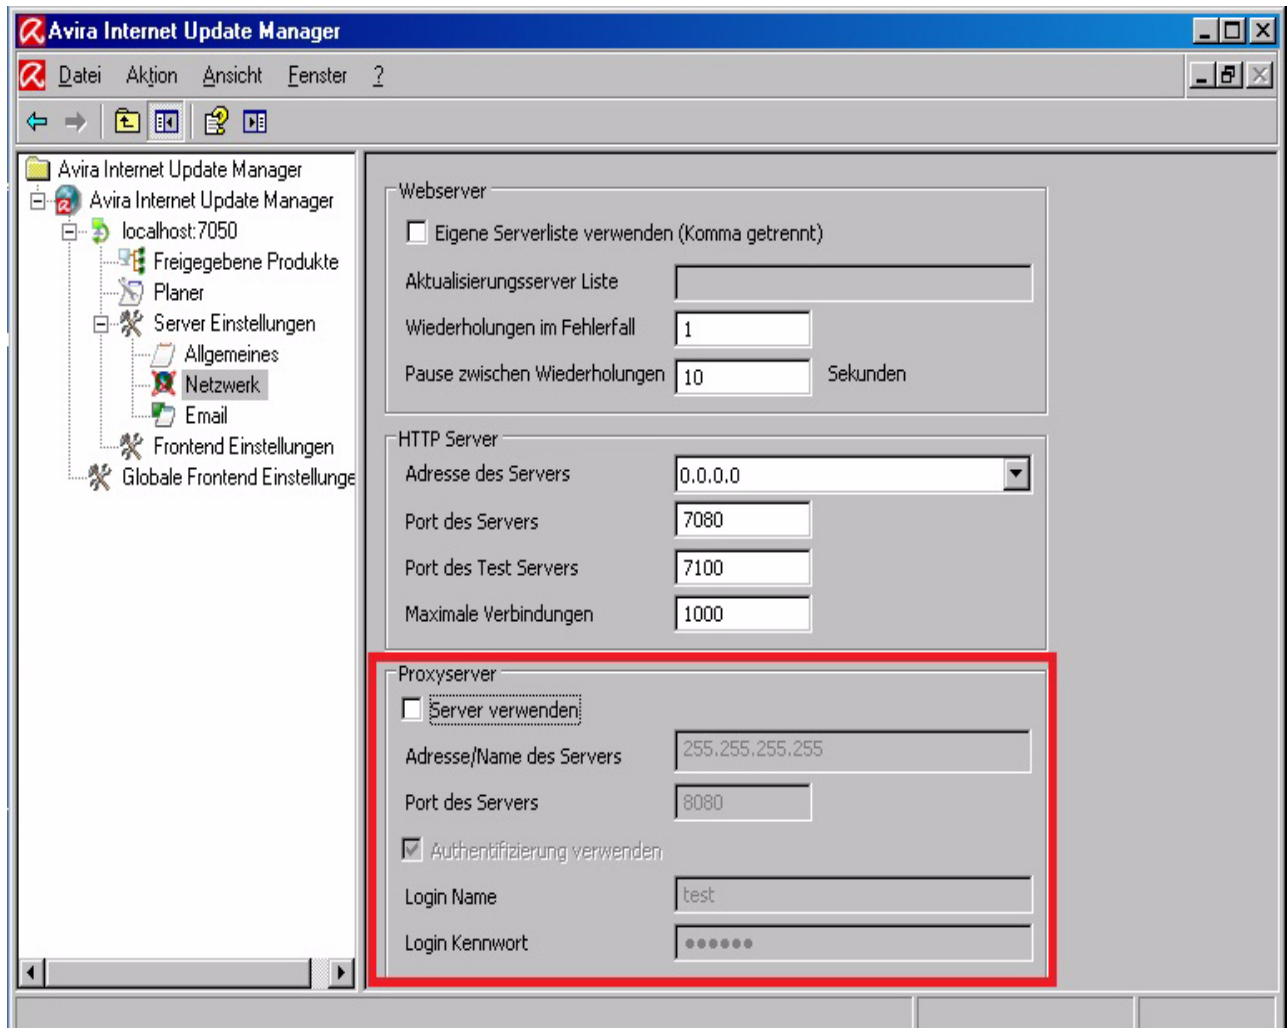 Avira Internet Update Manager
Datei Aktion Ansicht Fenster ?
Avira Internet Update Manager
Avira Internet Update Manager
localhost:7050
Freigegebene Produkte
Planer
Server Einstellungen
Allgemeines
Netzwerk
Email
Frontend Einstellungen
Globale Frontend Einstellunge
Webserver
Eigene Serverliste verwenden (Komma getrennt)
Aktualisierungsserver Liste
Wiederholungen im Fehlerfall 1
Pause zwischen Wiederholungen 10 Sekunden
HTTP Server
Adresse des Servers 0.0.0.0
Port des Servers 7080
Port des Test Servers 7100
Maximale Verbindungen 1000
Proxyserver
Server verwenden
Adresse/Name des Servers 255.255.255.255
Port des Servers 8080
Authentifizierung verwenden
Login Name test
Login Kennwort ●●●●●●